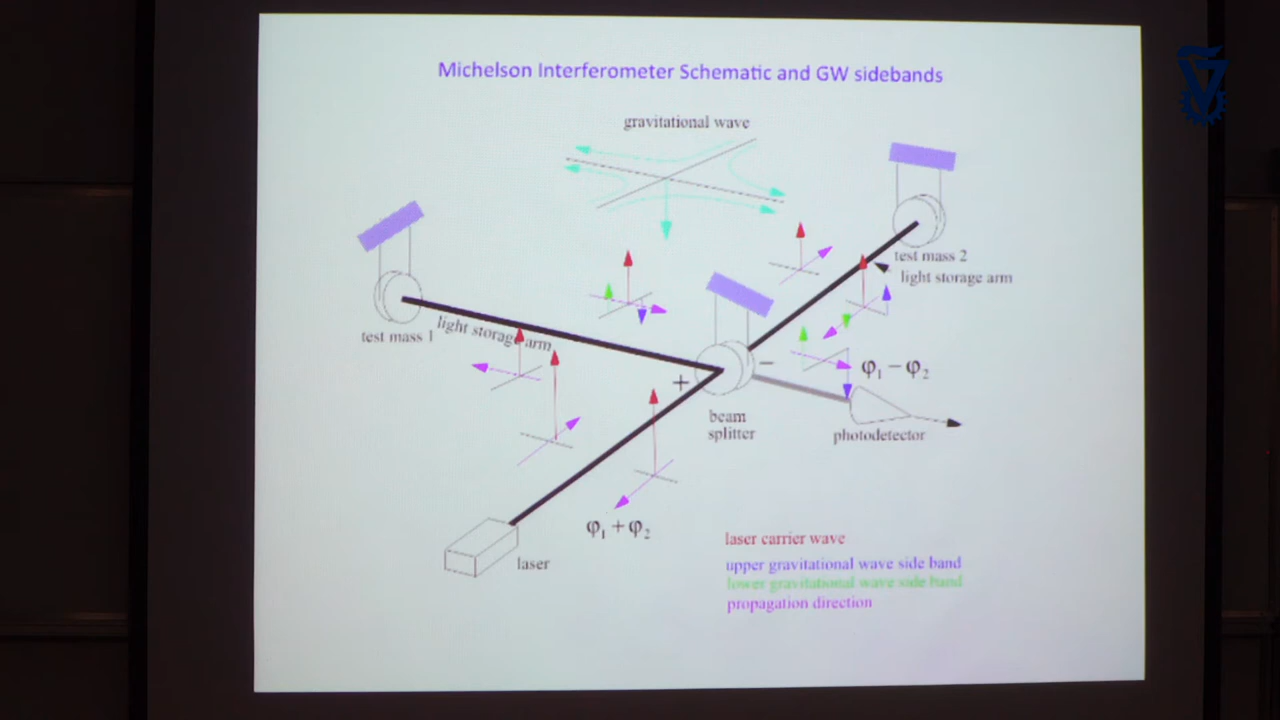 Michelson Interferometer Schematic and GW sidebands
gravitational wave
test mass 2
light storage arm
test mass 1
light storage arm
+
−
φ₁ − φ₂
beam
splitter
photodetector
φ₁ + φ₂
laser
laser carrier wave
upper gravitational wave side band
lower gravitational wave side band
propagation direction